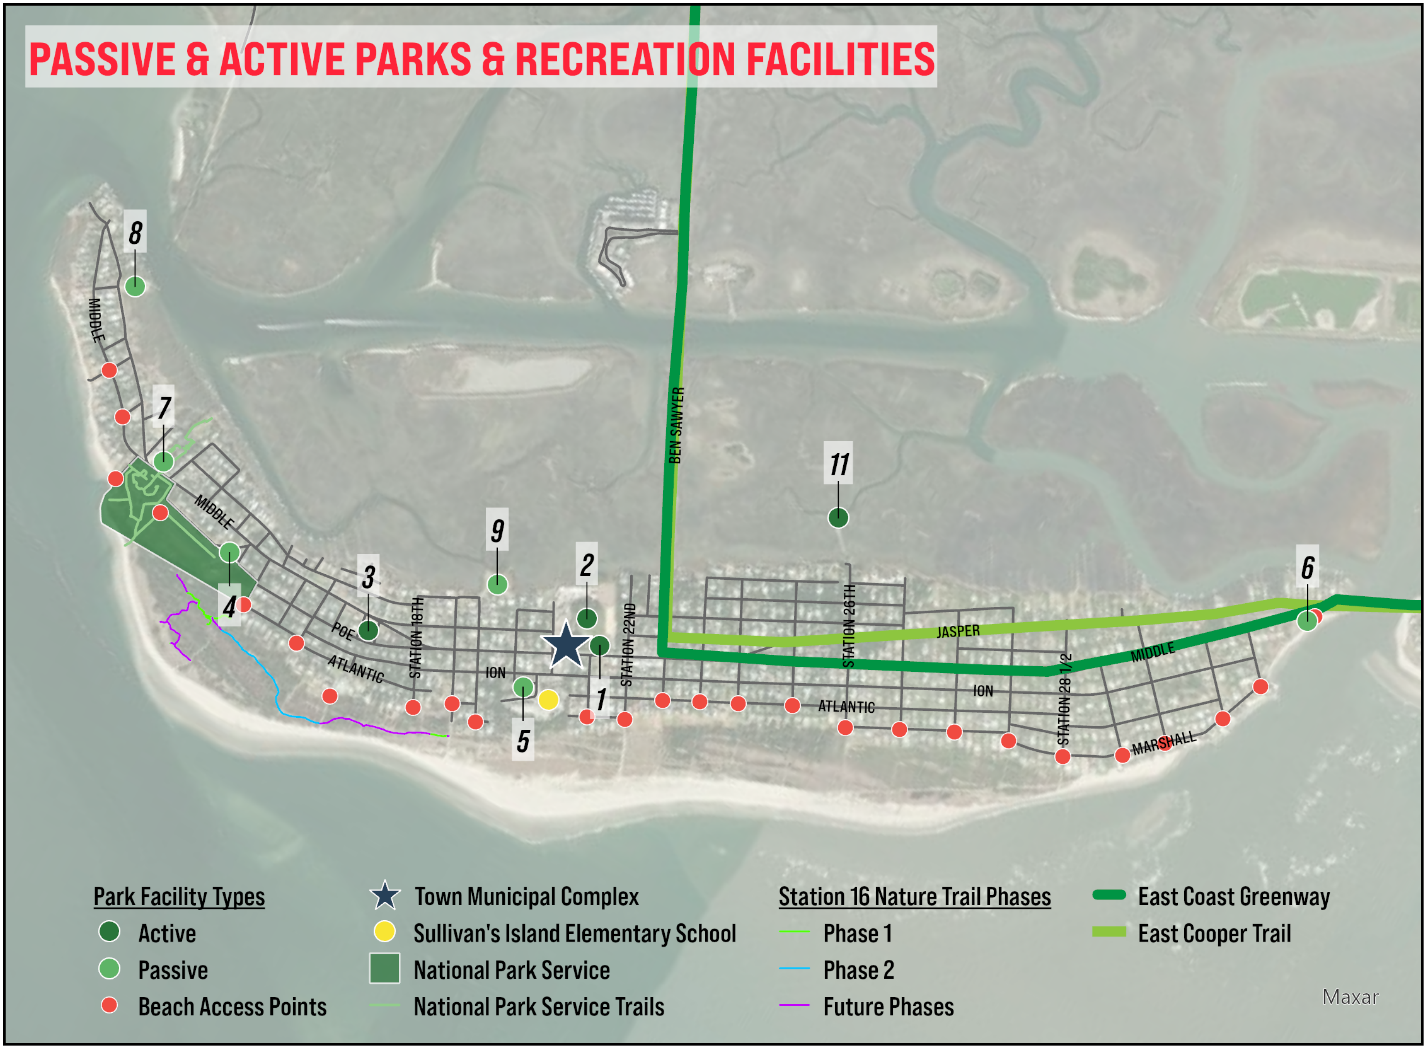 PASSIVE & ACTIVE PARKS & RECREATION FACILITIES
8
MIDDLE
BEN SAWYER
7
11
MIDDLE
9
2
6
3
4
STATION 18TH
STATION 22ND
STATION 26TH
POE
JASPER
ATLANTIC
ION
1
STATION 28 1/2
MIDDLE
ION
ATLANTIC
5
MARSHALL
Park Facility Types
Active
Passive
Beach Access Points
Town Municipal Complex
Sullivan's Island Elementary School
National Park Service
National Park Service Trails
Station 16 Nature Trail Phases
Phase 1
Phase 2
Future Phases
East Coast Greenway
East Cooper Trail
Maxar